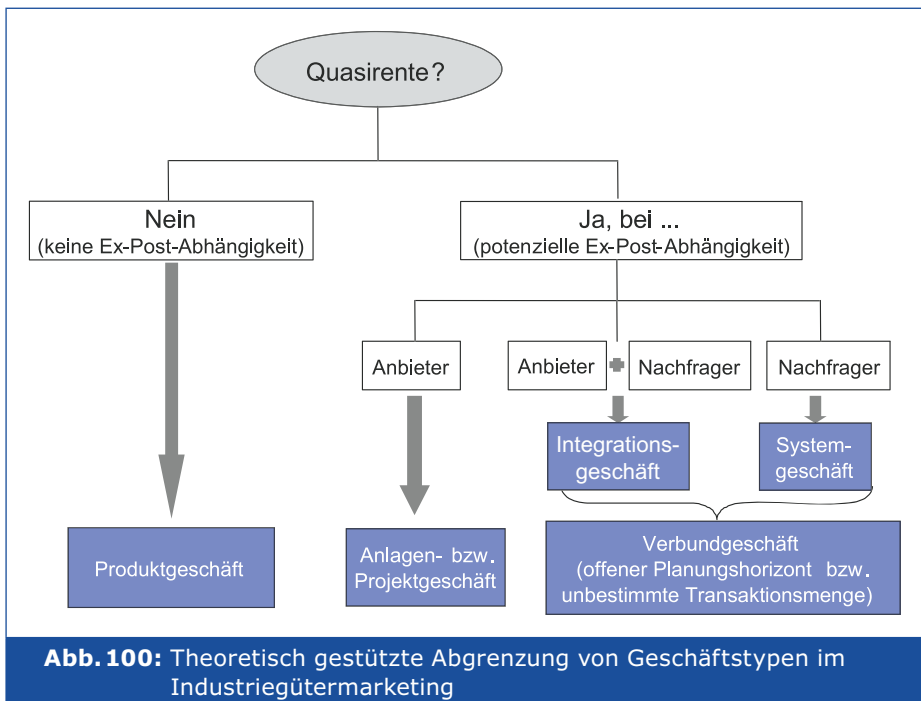 Quasirente?
Nein
(keine Ex-Post-Abhängigkeit)
Ja, bei ...
(potenzielle Ex-Post-Abhängigkeit)
Anbieter
Anbieter
Nachfrager
Nachfrager
Integrations-
geschäft
System-
geschäft
Produktgeschäft
Anlagen- bzw.
Projektgeschäft
Verbundgeschäft
(offener Planungshorizont bzw.
unbestimmte Transaktionsmenge)
Abb. 100: Theoretisch gestützte Abgrenzung von Geschäftstypen im
Industriegütermarketing